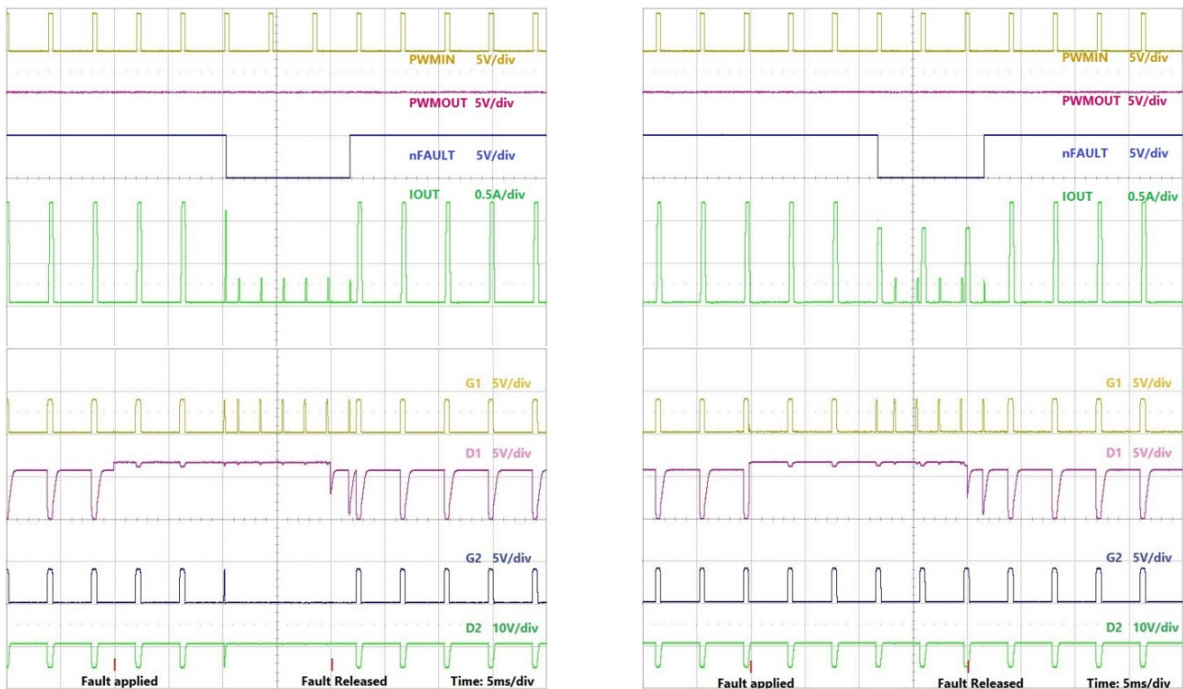 PWMIN 5V/div
PWMOUT 5V/div
nFAULT 5V/div
IOUT 0.5A/div
G1 5V/div
D1 5V/div
G2 5V/div
D2 10V/div
Fault applied Fault Released Time: 5ms/div
PWMIN 5V/div
PWMOUT 5V/div
nFAULT 5V/div
IOUT 0.5A/div
G1 5V/div
D1 5V/div
G2 5V/div
D2 10V/div
Fault applied Fault Released Time: 5ms/div